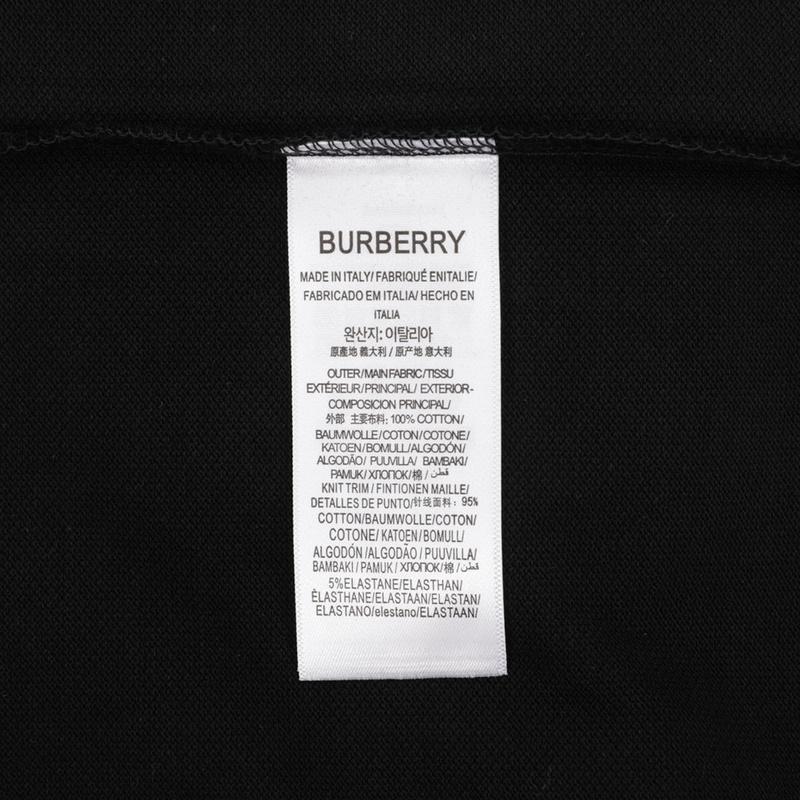 BURBERRY
MADE IN ITALY/ FABRIQUÉ ENITALIE/
FABRICADO EM ITALIA/ HECHO EN
ITALIA
완산지: 이탈리아
原產地 義大利 / 原产地 意大利
OUTER/MAIN FABRIC/TISSU
EXTÉRIEUR/PRINCIPAL/ EXTERIOR-
COMPOSICION PRINCIPAL/
外部 主要布料: 100% COTTON/
BAUMWOLLE/COTON/COTONE/
KATOEN/BOMULL/ALGODÓN/
ALGODÃO/ PUUVILLA/ BAMBAKI/
PAMUK/ХЛОПОК/棉/قطن
KNIT TRIM / FINTIONEN MAILLE/
DETALLES DE PUNTO/针线面料: 95%
COTTON/BAUMWOLLE/COTON/
COTONE/ KATOEN/BOMULL/
ALGODÓN/ALGODÃO / PUUVILLA/
BAMBAKI / PAMUK / ХЛОПОК/棉 /قطن
5%ELASTANE/ELASTHAN/
ÈLASTHANE/ELASTAAN/ELASTAN/
ELASTANO/elestano/ELASTAAN/